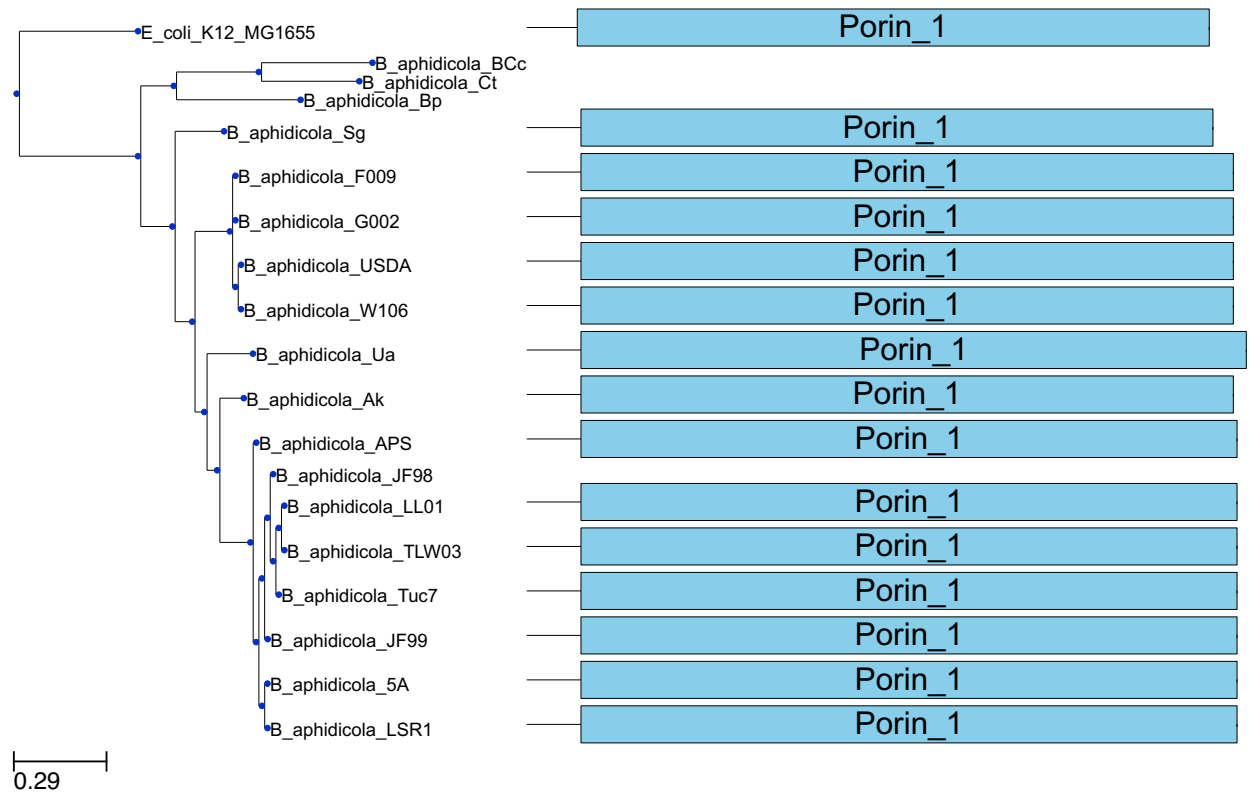 E_coli_K12_MG1655 Porin_1
B_aphidicola_BCc
B_aphidicola_Ct
B_aphidicola_Bp
B_aphidicola_Sg Porin_1
B_aphidicola_F009 Porin_1
B_aphidicola_G002 Porin_1
B_aphidicola_USDA Porin_1
B_aphidicola_W106 Porin_1
B_aphidicola_Ua Porin_1
B_aphidicola_Ak Porin_1
B_aphidicola_APS Porin_1
B_aphidicola_JF98
B_aphidicola_LL01 Porin_1
B_aphidicola_TLW03 Porin_1
B_aphidicola_Tuc7 Porin_1
B_aphidicola_JF99 Porin_1
B_aphidicola_5A Porin_1
B_aphidicola_LSR1 Porin_1
0.29